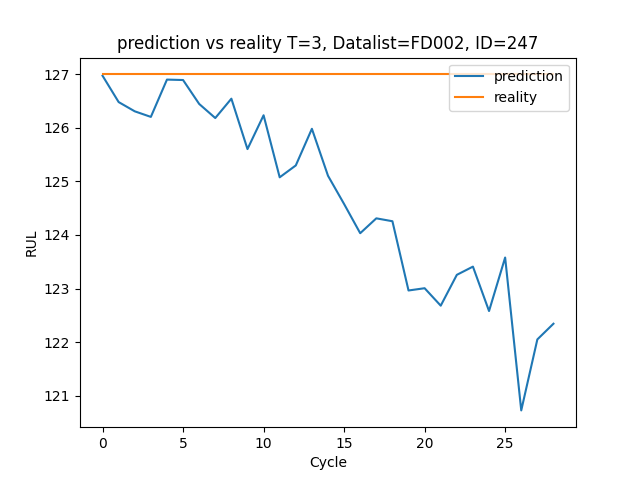 prediction vs reality T=3, Datalist=FD002, ID=247
prediction
reality
127
126
125
124
123
122
121
RUL
0 5 10 15 20 25
Cycle